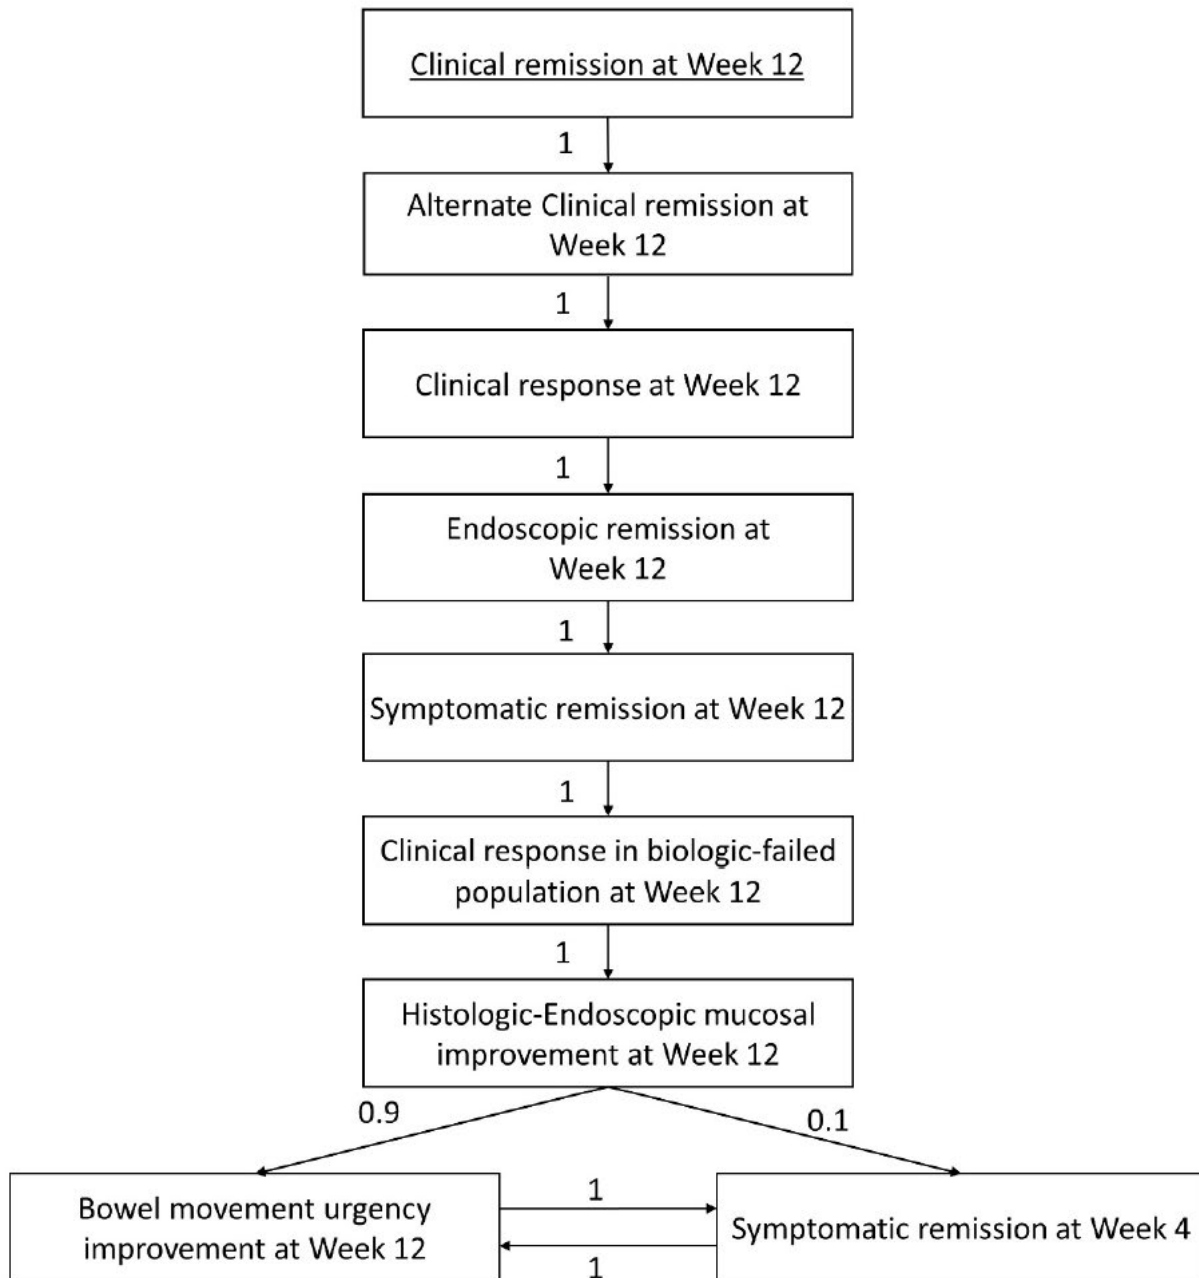 Clinical remission at Week 12
1
Alternate Clinical remission at
Week 12
1
Clinical response at Week 12
1
Endoscopic remission at
Week 12
1
Symptomatic remission at Week 12
1
Clinical response in biologic-failed
population at Week 12
1
Histologic-Endoscopic mucosal
improvement at Week 12
0.9
0.1
Bowel movement urgency
improvement at Week 12
1
1
Symptomatic remission at Week 4